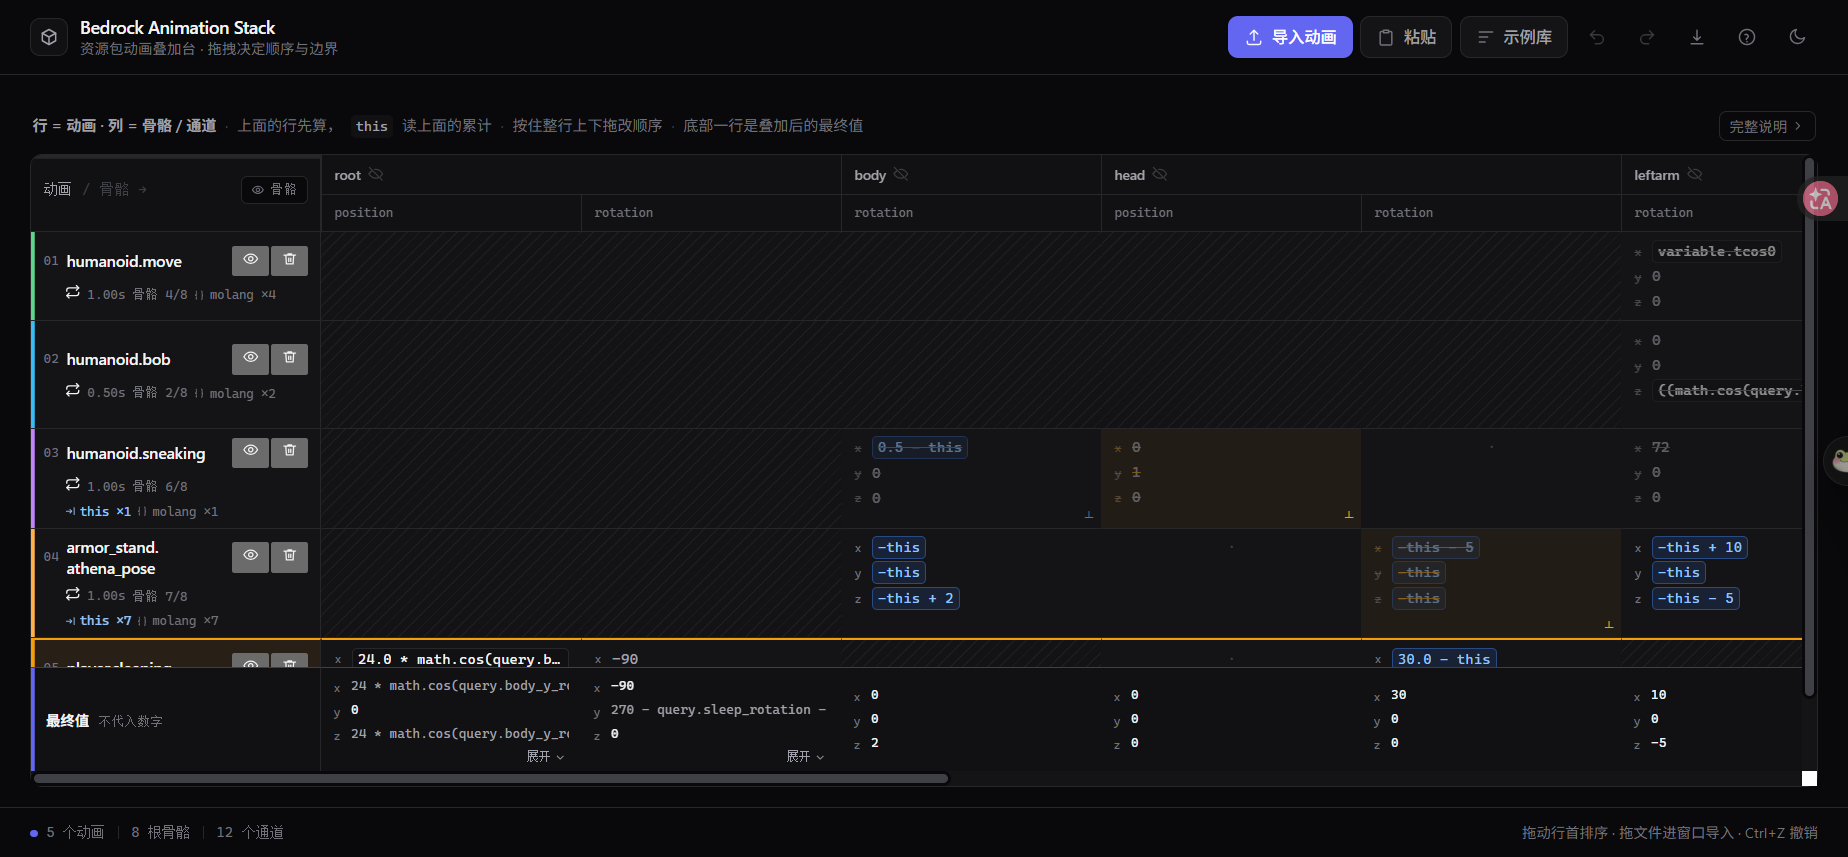 Bedrock Animation Stack
资源包动画叠加台 · 拖拽决定顺序与边界
导入动画
粘贴
示例库
行 = 动画 · 列 = 骨骼 / 通道 · 上面的行先算， this 读上面的累计 · 按住整行上下拖改顺序 · 底部一行是叠加后的最终值
完整说明
动画 / 骨骼 →
骨骼
root
body
head
leftarm
position
rotation
rotation
position
rotation
rotation
01 humanoid.move
1.00s 骨骼 4/8 {} molang ×4
x variable.tcos0
y 0
z 0
02 humanoid.bob
0.50s 骨骼 2/8 {} molang ×2
x 0
y 0
z ((math.cos(query.
03 humanoid.sneaking
1.00s 骨骼 6/8
this ×1 {} molang ×1
x 0.5 - this
y 0
z 0
x 0
y 1
z 0
x 72
y 0
z 0
04 armor_stand.
athena_pose
1.00s 骨骼 7/8
this ×7 {} molang ×7
x -this
y -this
z -this + 2
x -this - 5
y -this
z -this
x -this + 10
y -this
z -this - 5
x 24.0 * math.cos(query.b…
x -90
x 30.0 - this
最终值 不代入数字
x 24 * math.cos(query.body_y_r
y 0
z 24 * math.cos(query.body_y_r
展开
x -90
y 270 - query.sleep_rotation -
z 0
展开
x 0
y 0
z 2
x 0
y 0
z 0
x 30
y 0
z 0
x 10
y 0
z -5
5 个动画
8 根骨骼
12 个通道
拖动行首排序 · 拖文件进窗口导入 · Ctrl+Z 撤销